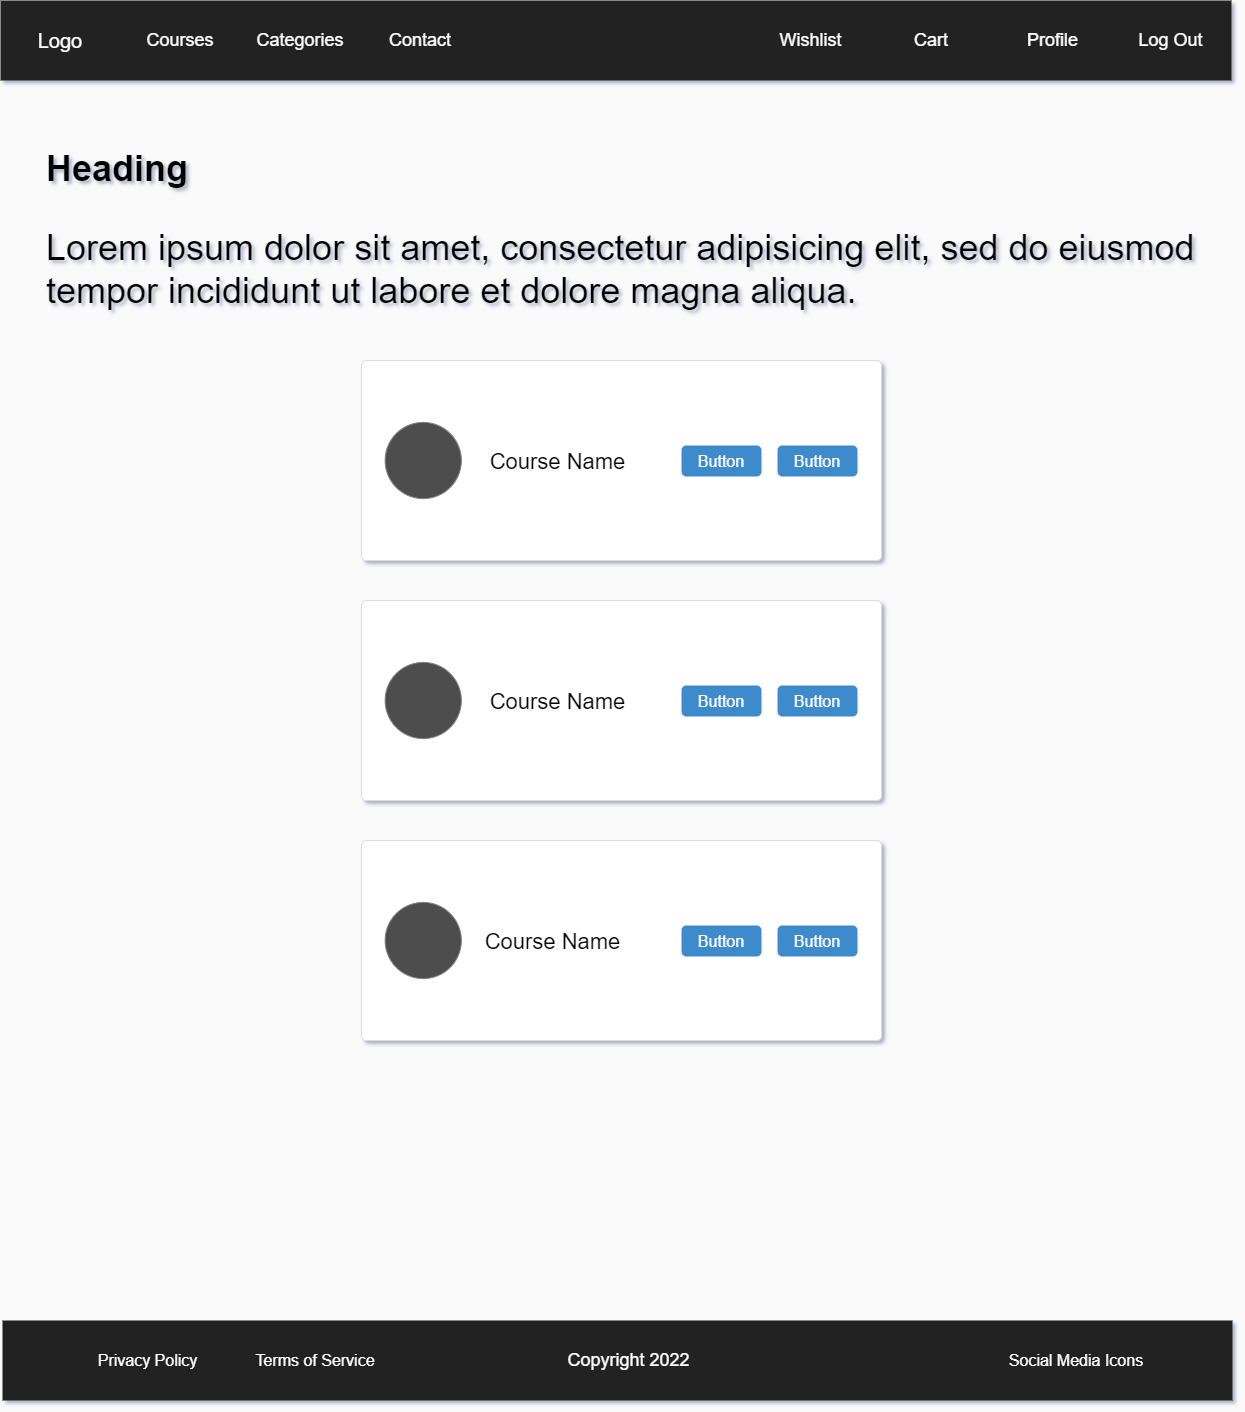 Logo Courses Categories Contact Wishlist Cart Profile Log Out
Heading
Lorem ipsum dolor sit amet, consectetur adipisicing elit, sed do eiusmod
tempor incididunt ut labore et dolore magna aliqua.
Course Name Button Button
Course Name Button Button
Course Name Button Button
Privacy Policy Terms of Service Copyright 2022 Social Media Icons